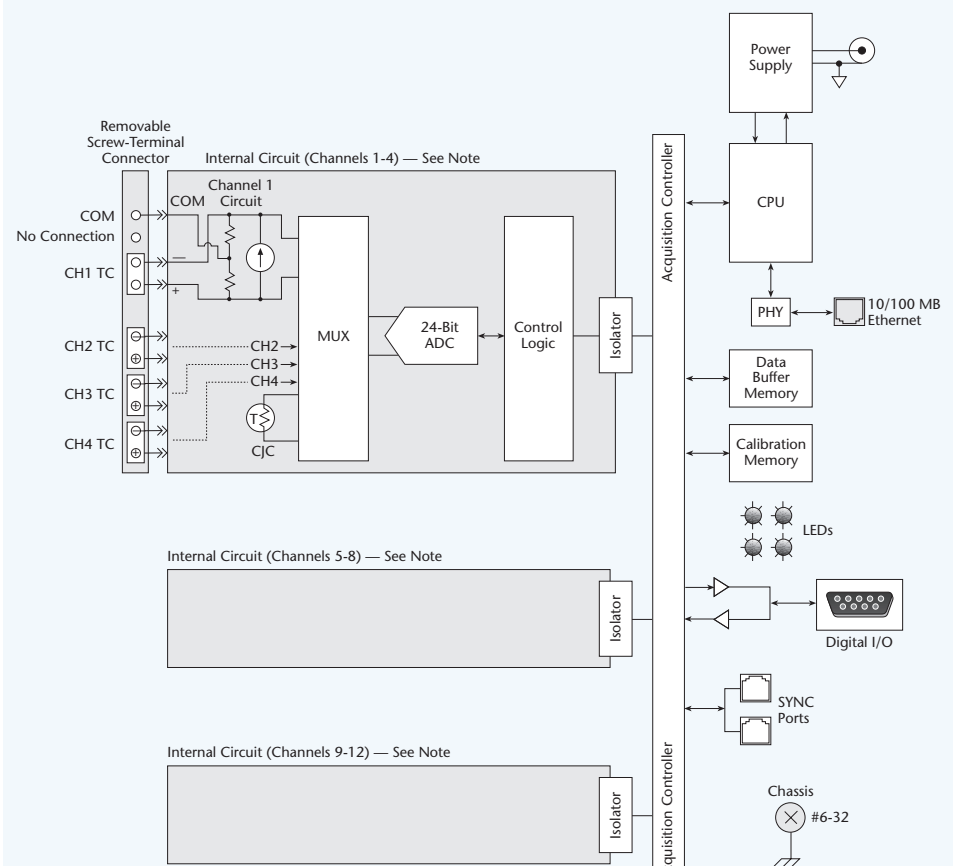 Power
Supply
Removable
Screw-Terminal
Connector
Internal Circuit (Channels 1-4) — See Note
Channel 1
Circuit
COM
COM
No Connection
CH1 TC
—
+
CH2 TC
CH3 TC
CH4 TC
CH2
CH3
CH4
T
CJC
MUX
24-Bit
ADC
Control
Logic
Isolator
Acquisition Controller
CPU
PHY
10/100 MB
Ethernet
Data
Buffer
Memory
Calibration
Memory
LEDs
Internal Circuit (Channels 5-8) — See Note
Isolator
Digital I/O
SYNC
Ports
Internal Circuit (Channels 9-12) — See Note
Isolator
quisition Controller
Chassis
#6-32